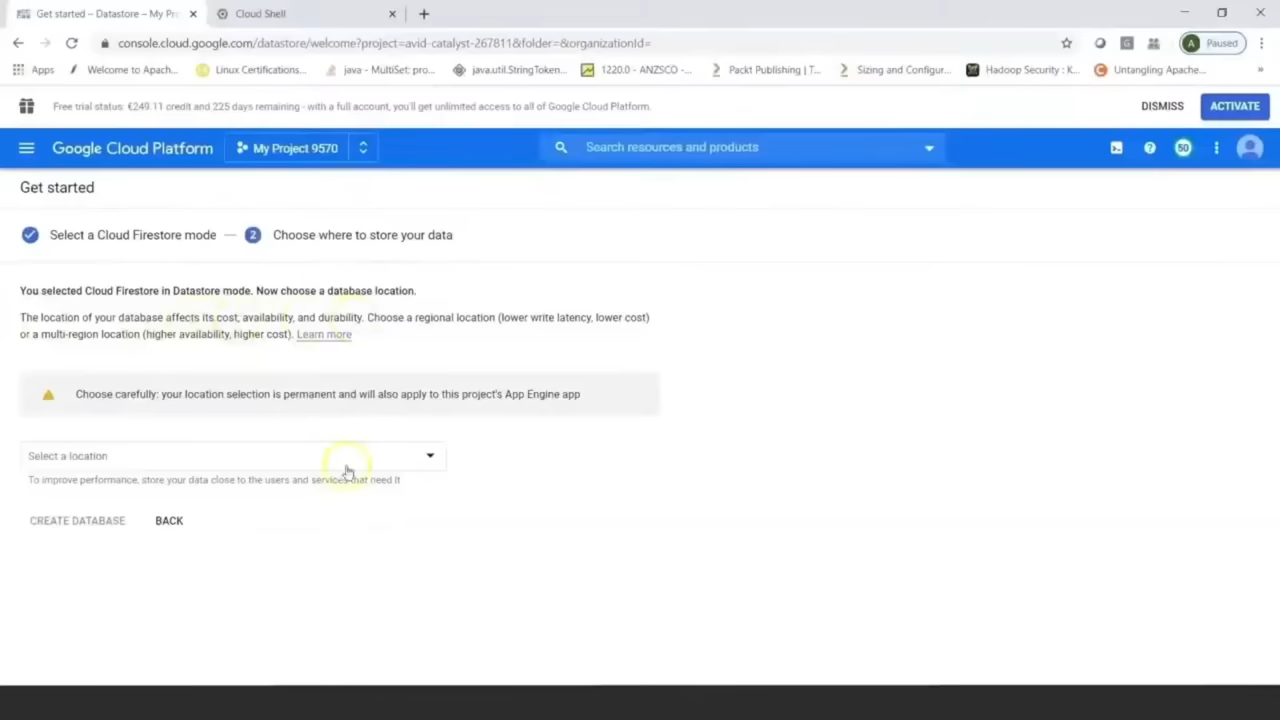 Get started – Datastore – My Pr
Cloud Shell
console.cloud.google.com/datastore/welcome?project=avid-catalyst-267811&folder=&organizationId=
A Paused
Apps
Welcome to Apach...
Linux Certifications...
java - MultiSet: pro...
java.util.StringToken...
1220.0 - ANZSCO -...
Packt Publishing | T...
Sizing and Configur...
Hadoop Security : K...
Untangling Apache...
»
Free trial status: €249.11 credit and 225 days remaining - with a full account, you'll get unlimited access to all of Google Cloud Platform.
DISMISS
ACTIVATE
Google Cloud Platform
My Project 9570
Search resources and products
50
Get started
Select a Cloud Firestore mode — 2 Choose where to store your data
You selected Cloud Firestore in Datastore mode. Now choose a database location.
The location of your database affects its cost, availability, and durability. Choose a regional location (lower write latency, lower cost)
or a multi-region location (higher availability, higher cost). Learn more
Choose carefully: your location selection is permanent and will also apply to this project's App Engine app
Select a location
To improve performance, store your data close to the users and services that need it
CREATE DATABASE
BACK